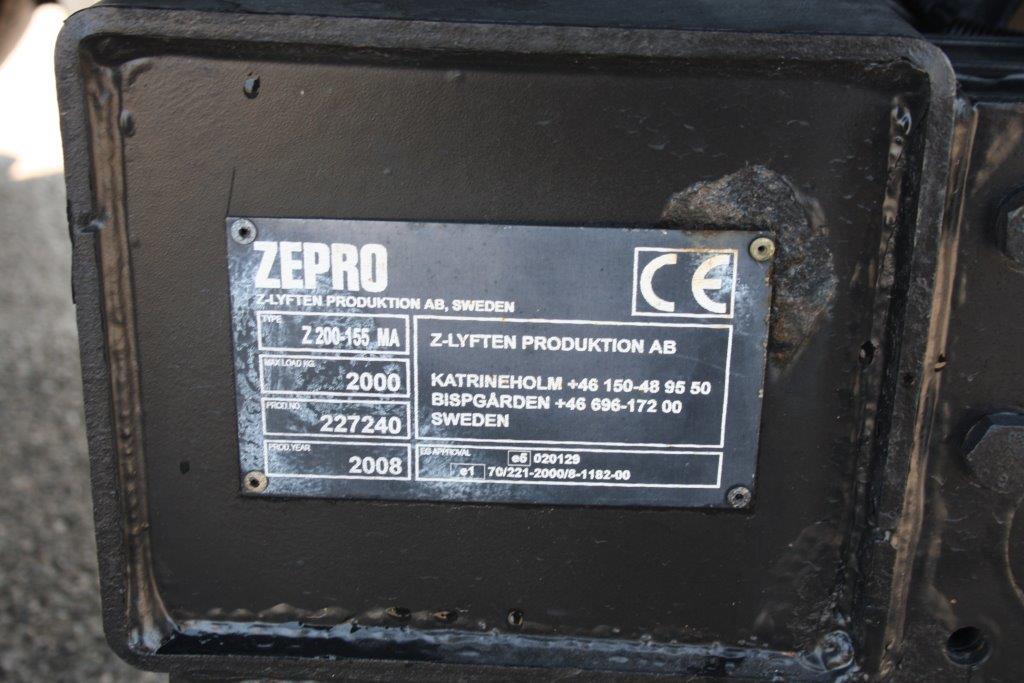 ZEPRO
Z-LYFTEN PRODUKTION AB, SWEDEN
CE
TYPE
Z 200-155 MA
MAX LOAD KG.
2000
PROD.NO.
227240
PROD.YEAR
2008
Z-LYFTEN PRODUKTION AB
KATRINEHOLM +46 150-48 95 50
BISPGÅRDEN +46 696-172 00
SWEDEN
EG APPROVAL
e5 020129
e1 70/221-2000/8-1182-00